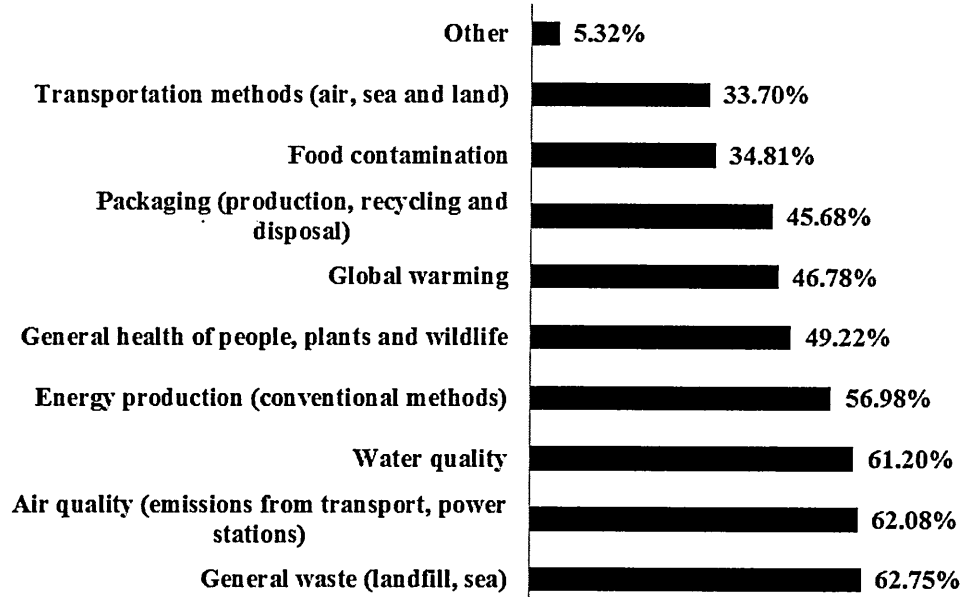 Other 5.32%
Transportation methods (air, sea and land) 33.70%
Food contamination 34.81%
Packaging (production, recycling and
disposal) 45.68%
Global warming 46.78%
General health of people, plants and wildlife 49.22%
Energy production (conventional methods) 56.98%
Water quality 61.20%
Air quality (emissions from transport, power
stations) 62.08%
General waste (landfill, sea) 62.75%